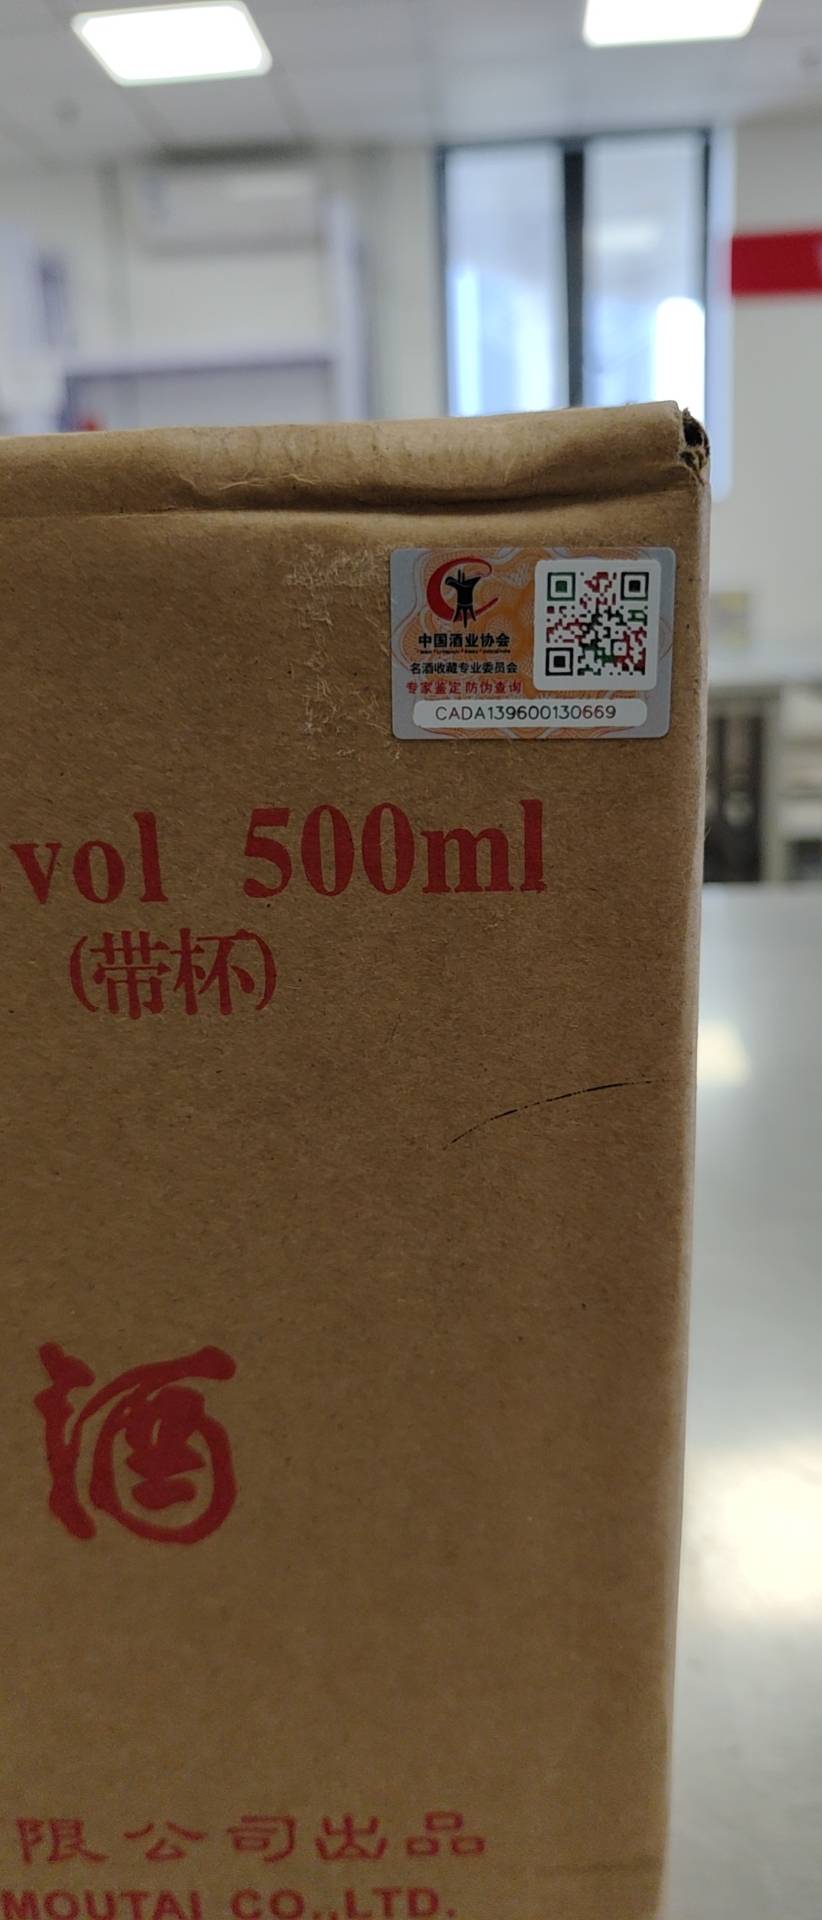 中国酒业协会
名酒收藏专业委员会
专家鉴定 防伪查询
CADA139600130669
vol 500ml
(带杯)
酒
限公司出品
MOUTAI CO.,LTD.